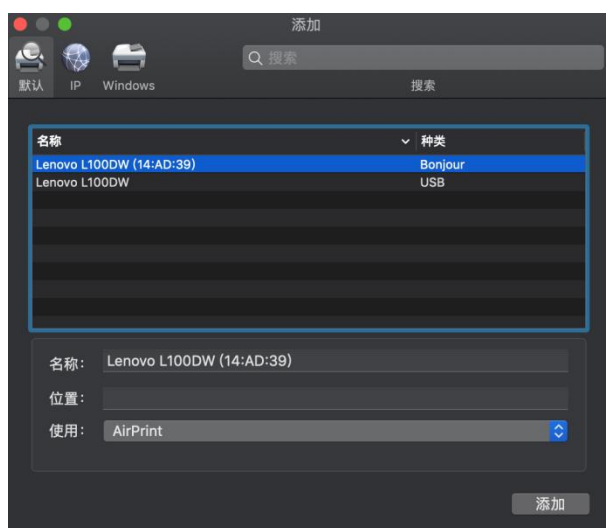 添加
搜索
默认 IP Windows 搜索
名称 种类
Lenovo L100DW (14:AD:39) Bonjour
Lenovo L100DW USB
名称： Lenovo L100DW (14:AD:39)
位置：
使用： AirPrint
添加